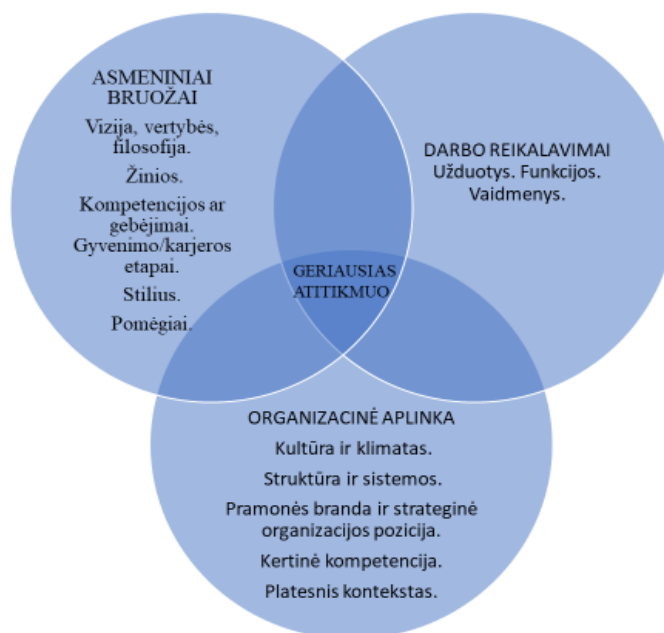 ASMENINIAI
BRUOŽAI
Vizija, vertybės,
filosofija.
Žinios.
Kompetencijos ar
gebėjimai.
Gyvenimo/karjeros
etapai.
Stilius.
Pomėgiai.
DARBO REIKALAVIMAI
Užduotys. Funkcijos.
Vaidmenys.
GERIAUSIAS
ATITIKMUO
ORGANIZACINĖ APLINKA
Kultūra ir klimatas.
Struktūra ir sistemos.
Pramonės branda ir strateginė
organizacijos pozicija.
Kertinė kompetencija.
Platesnis kontekstas.